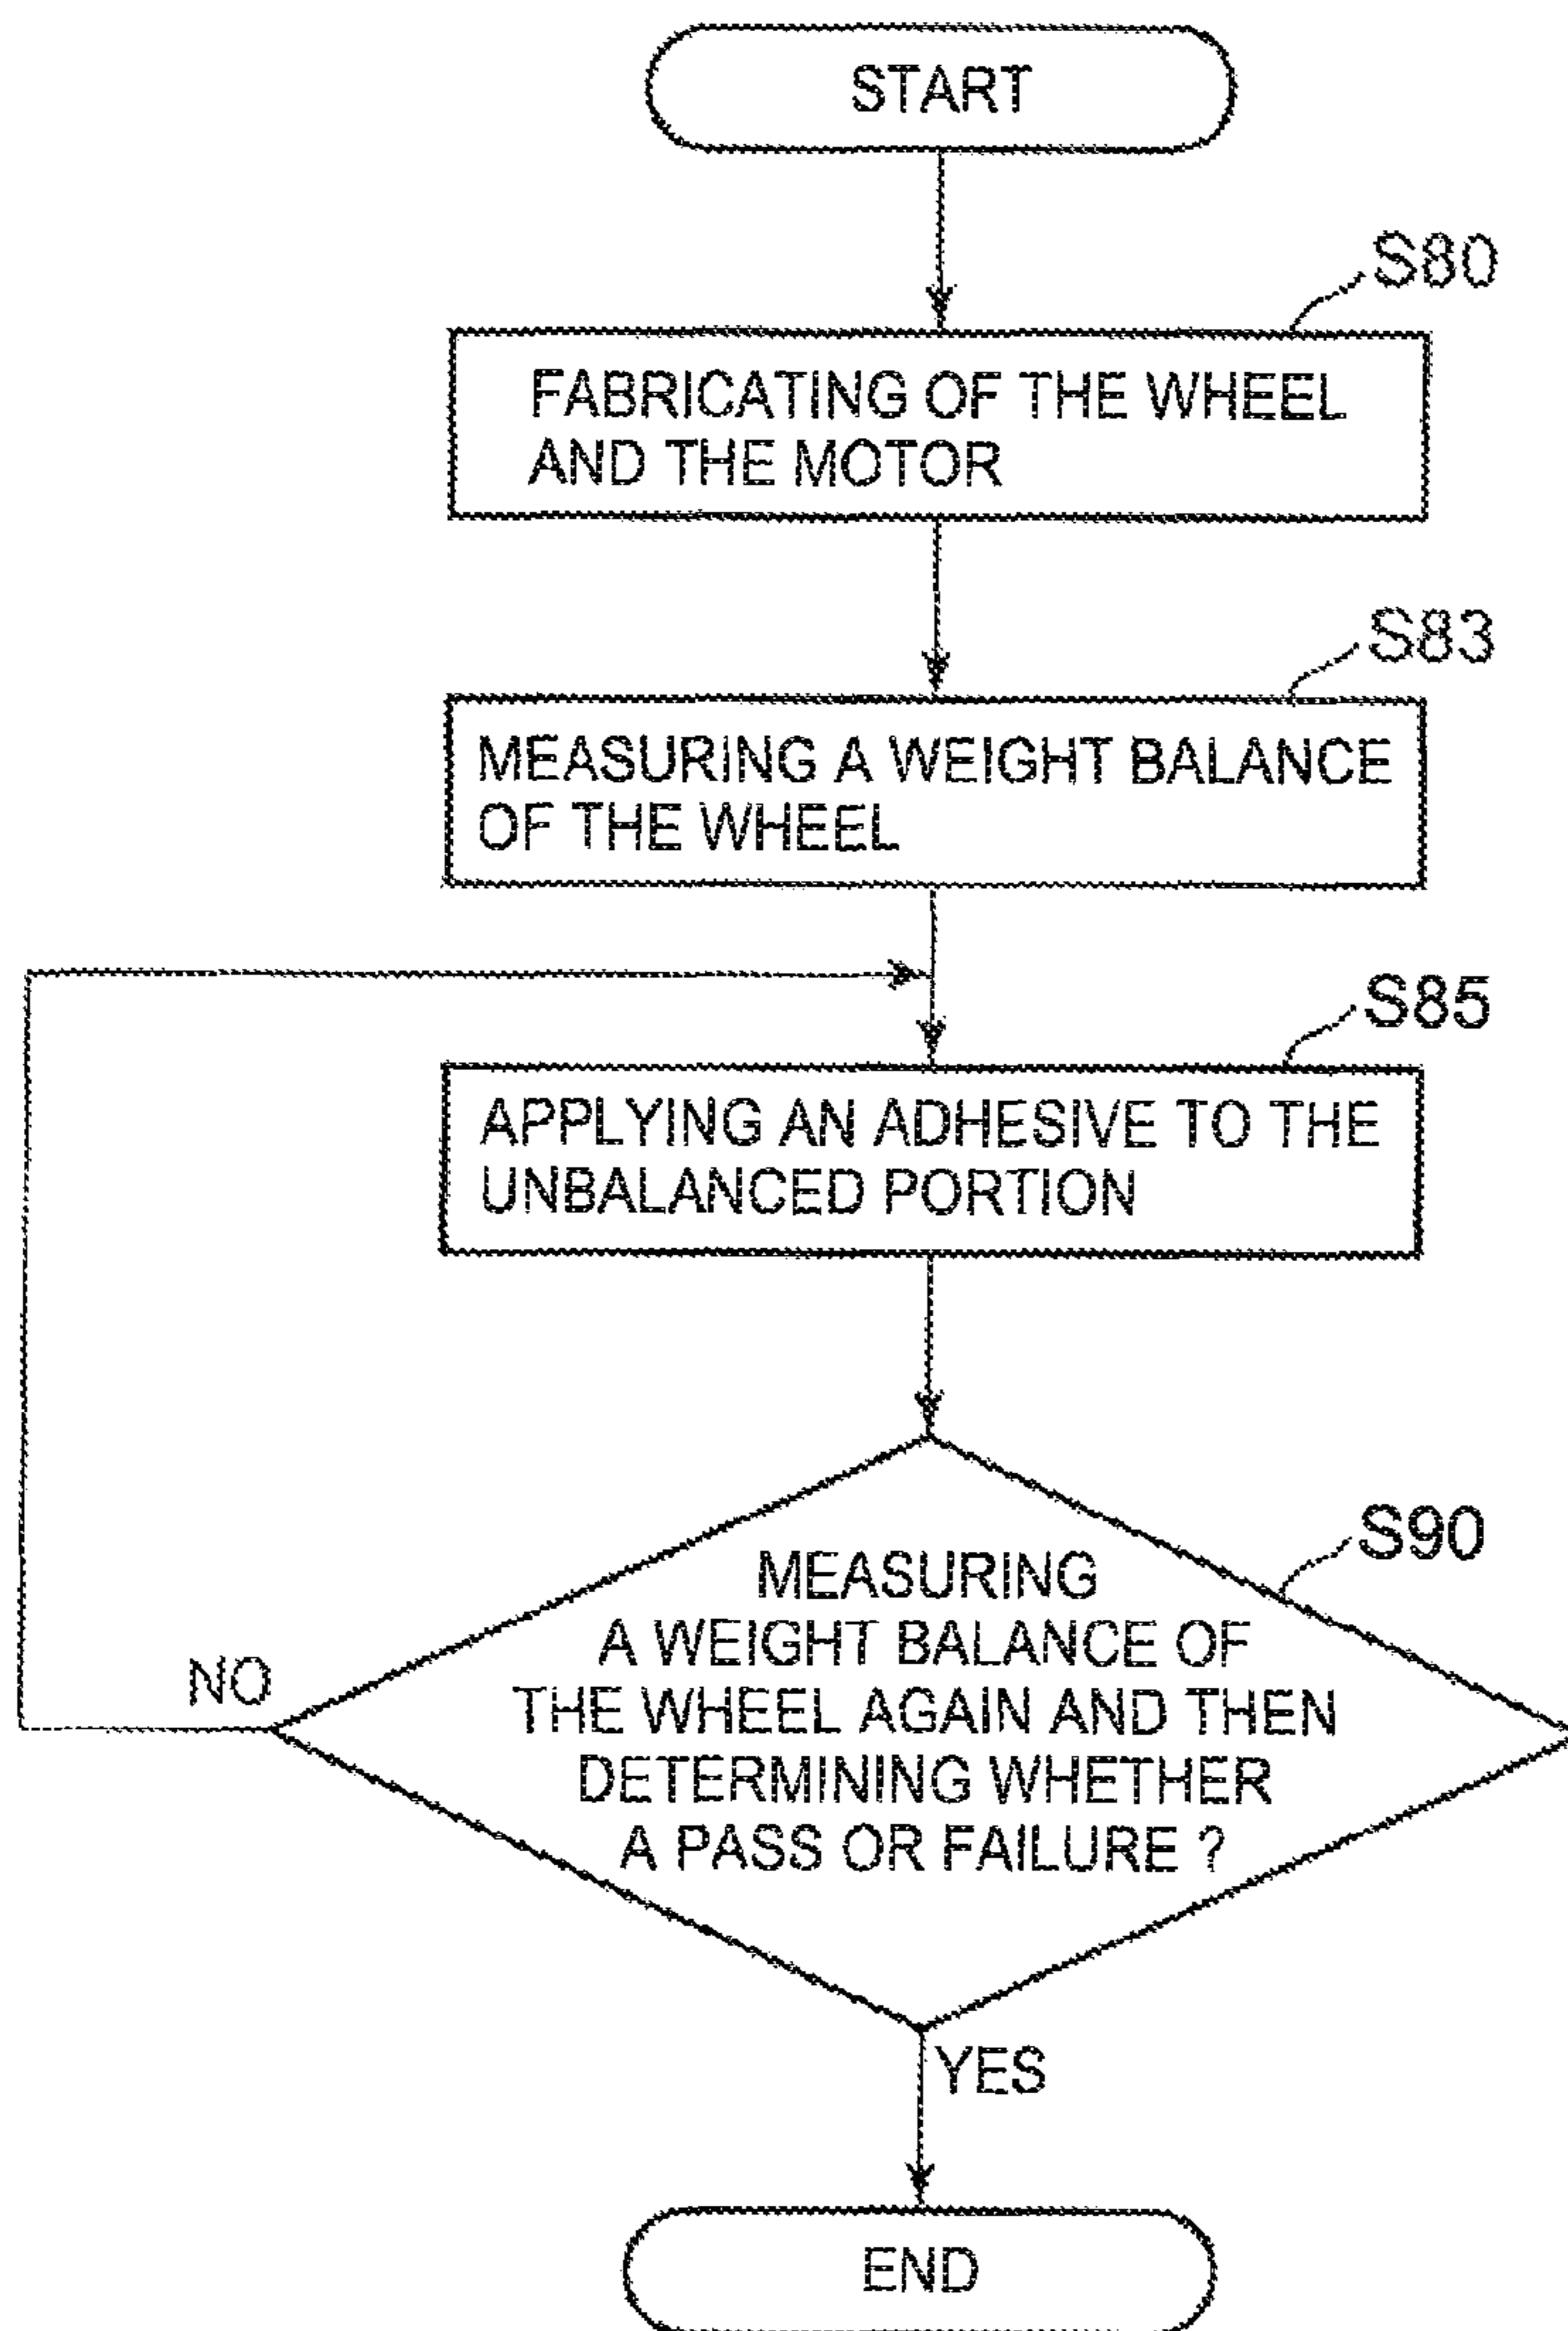 START
S80
FABRICATING OF THE WHEEL
AND THE MOTOR
S83
MEASURING A WEIGHT BALANCE
OF THE WHEEL
S85
APPLYING AN ADHESIVE TO THE
UNBALANCED PORTION
S90
MEASURING
A WEIGHT BALANCE OF
THE WHEEL AGAIN AND THEN
DETERMINING WHETHER
A PASS OR FAILURE ?
NO
YES
END